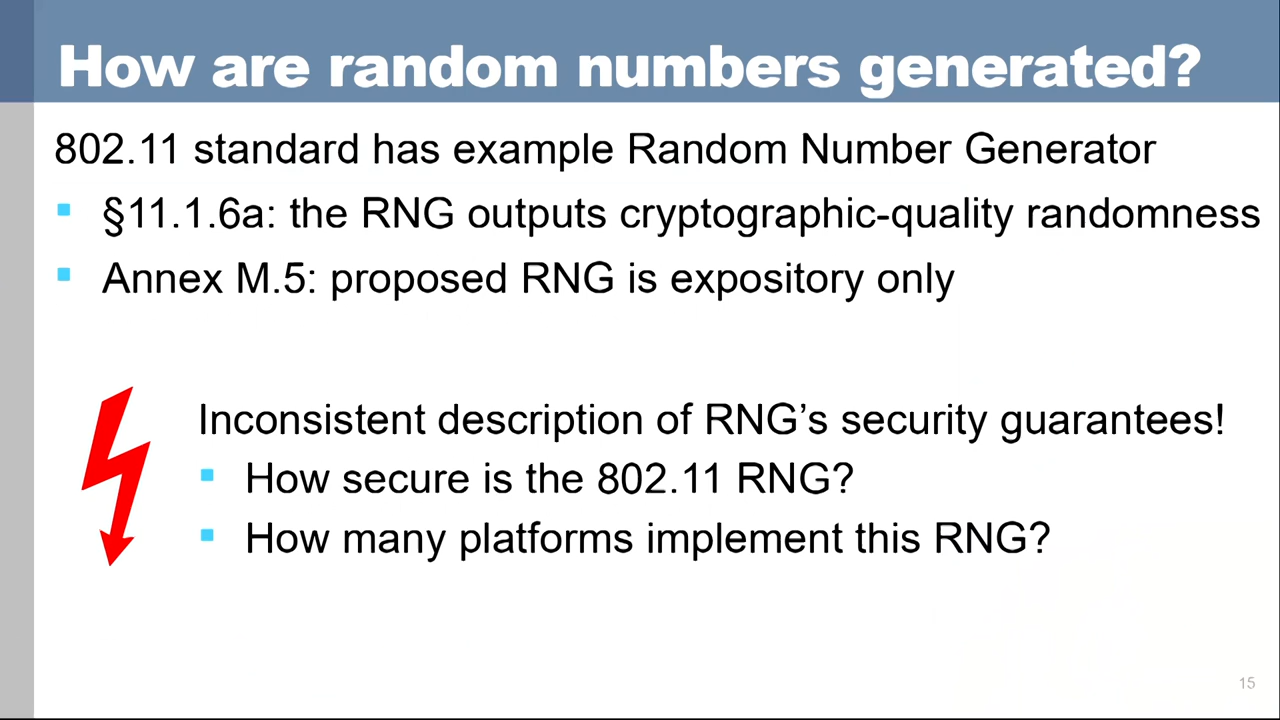 How are random numbers generated?
802.11 standard has example Random Number Generator
▪ §11.1.6a: the RNG outputs cryptographic-quality randomness
▪ Annex M.5: proposed RNG is expository only
Inconsistent description of RNG’s security guarantees!
▪ How secure is the 802.11 RNG?
▪ How many platforms implement this RNG?
15